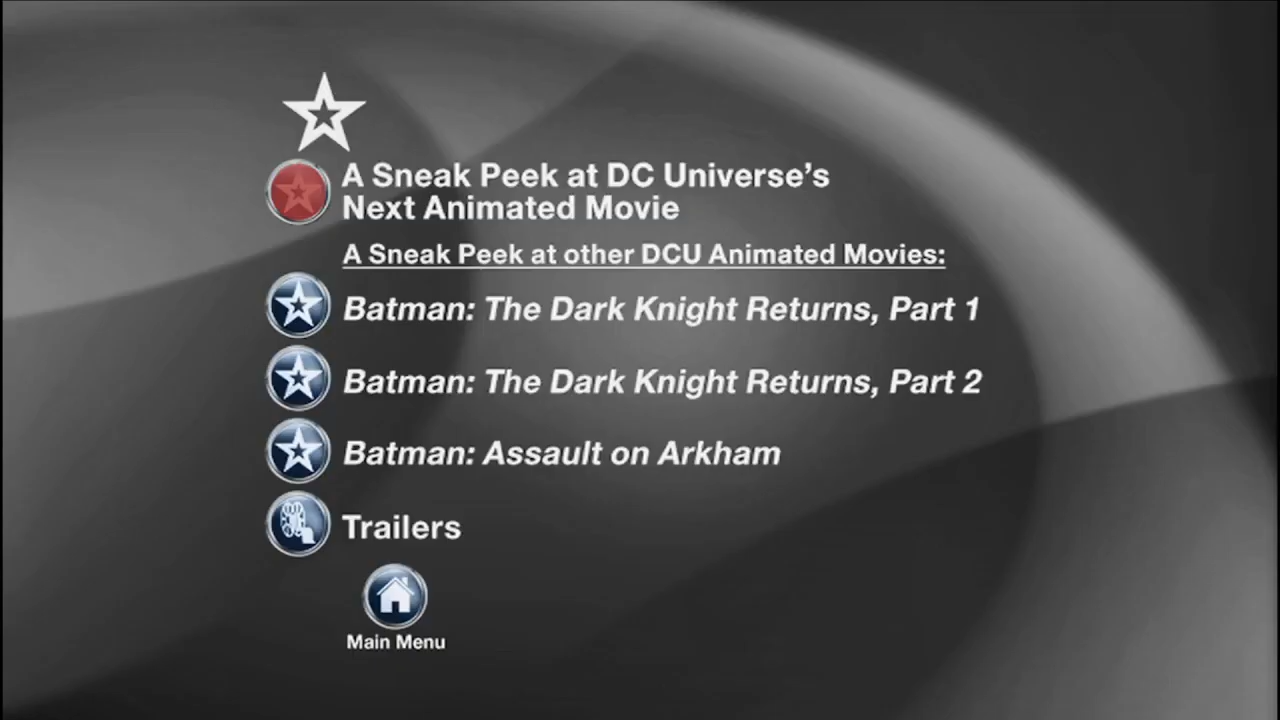 A Sneak Peek at DC Universe’s
Next Animated Movie
A Sneak Peek at other DCU Animated Movies:
Batman: The Dark Knight Returns, Part 1
Batman: The Dark Knight Returns, Part 2
Batman: Assault on Arkham
Trailers
Main Menu